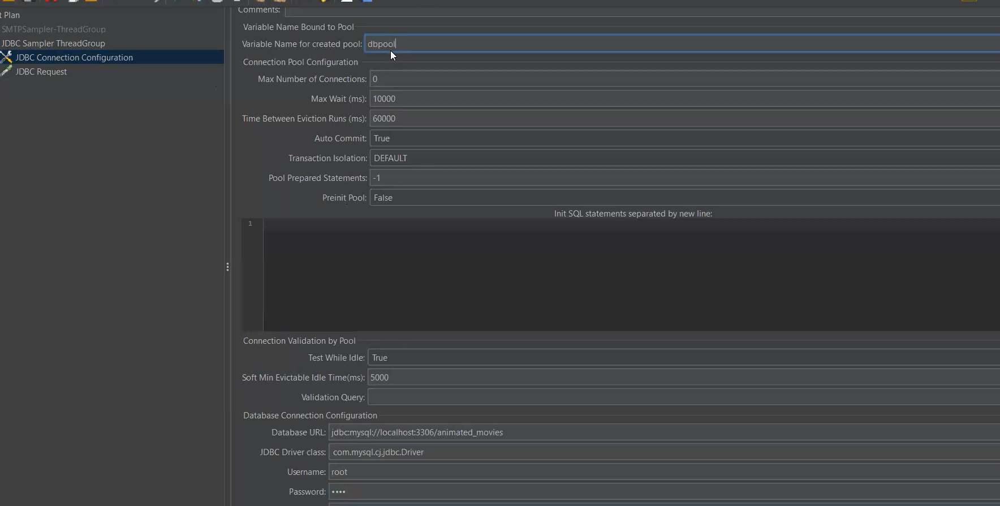 t Plan
SMTPSampler-ThreadGroup
JDBC Sampler ThreadGroup
JDBC Connection Configuration
JDBC Request
Comments:
Variable Name Bound to Pool
Variable Name for created pool: dbpool
Connection Pool Configuration
Max Number of Connections: 0
Max Wait (ms): 10000
Time Between Eviction Runs (ms): 60000
Auto Commit: True
Transaction Isolation: DEFAULT
Pool Prepared Statements: -1
Preinit Pool: False
Init SQL statements separated by new line:
1
Connection Validation by Pool
Test While Idle: True
Soft Min Evictable Idle Time(ms): 5000
Validation Query:
Database Connection Configuration
Database URL: jdbc:mysql://localhost:3306/animated_movies
JDBC Driver class: com.mysql.cj.jdbc.Driver
Username: root
Password: ••••